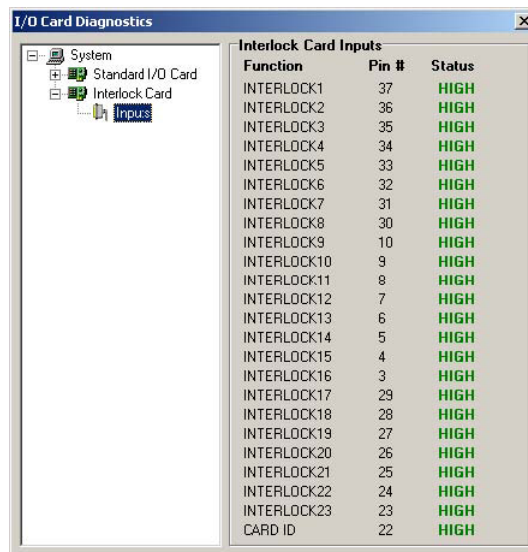 I/O Card Diagnostics
System
Standard I/O Card
Interlock Card
Inputs
Interlock Card Inputs
Function Pin # Status
INTERLOCK1 37 HIGH
INTERLOCK2 36 HIGH
INTERLOCK3 35 HIGH
INTERLOCK4 34 HIGH
INTERLOCK5 33 HIGH
INTERLOCK6 32 HIGH
INTERLOCK7 31 HIGH
INTERLOCK8 30 HIGH
INTERLOCK9 10 HIGH
INTERLOCK10 9 HIGH
INTERLOCK11 8 HIGH
INTERLOCK12 7 HIGH
INTERLOCK13 6 HIGH
INTERLOCK14 5 HIGH
INTERLOCK15 4 HIGH
INTERLOCK16 3 HIGH
INTERLOCK17 29 HIGH
INTERLOCK18 28 HIGH
INTERLOCK19 27 HIGH
INTERLOCK20 26 HIGH
INTERLOCK21 25 HIGH
INTERLOCK22 24 HIGH
INTERLOCK23 23 HIGH
CARD ID 22 HIGH